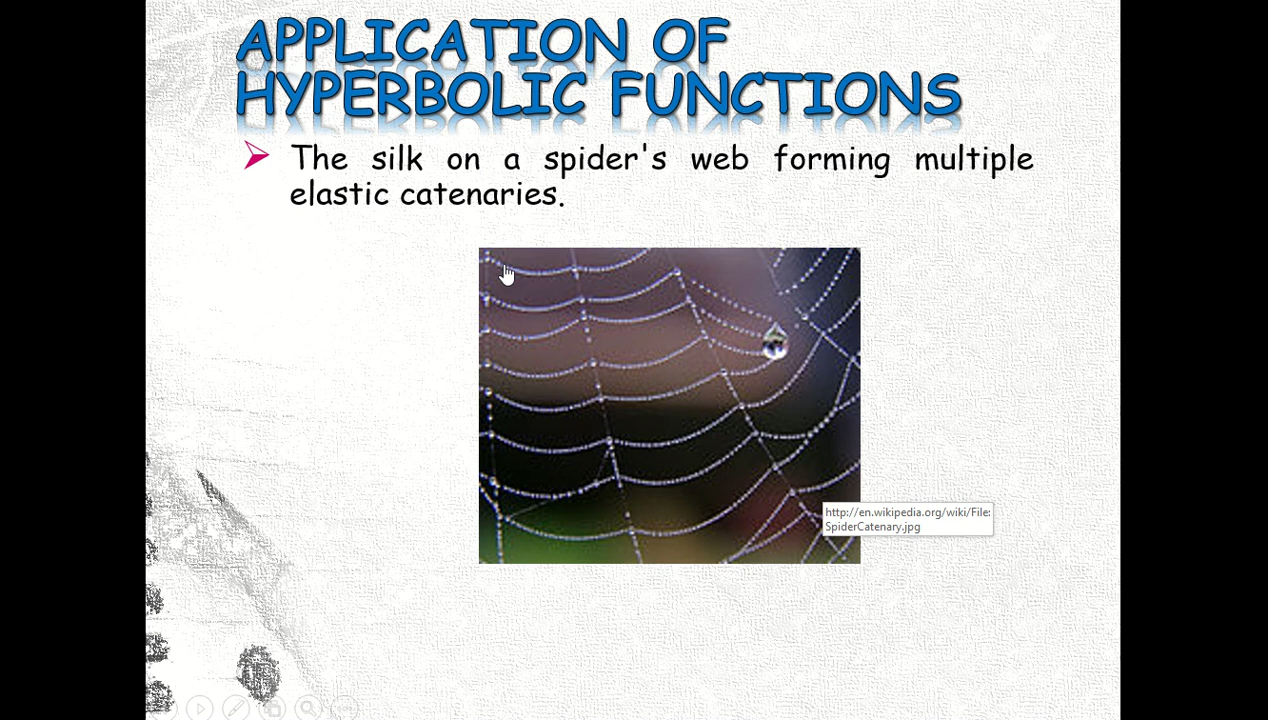 APPLICATION OF
HYPERBOLIC FUNCTIONS
The silk on a spider's web forming multiple
elastic catenaries.
http://en.wikipedia.org/wiki/File:
SpiderCatenary.jpg